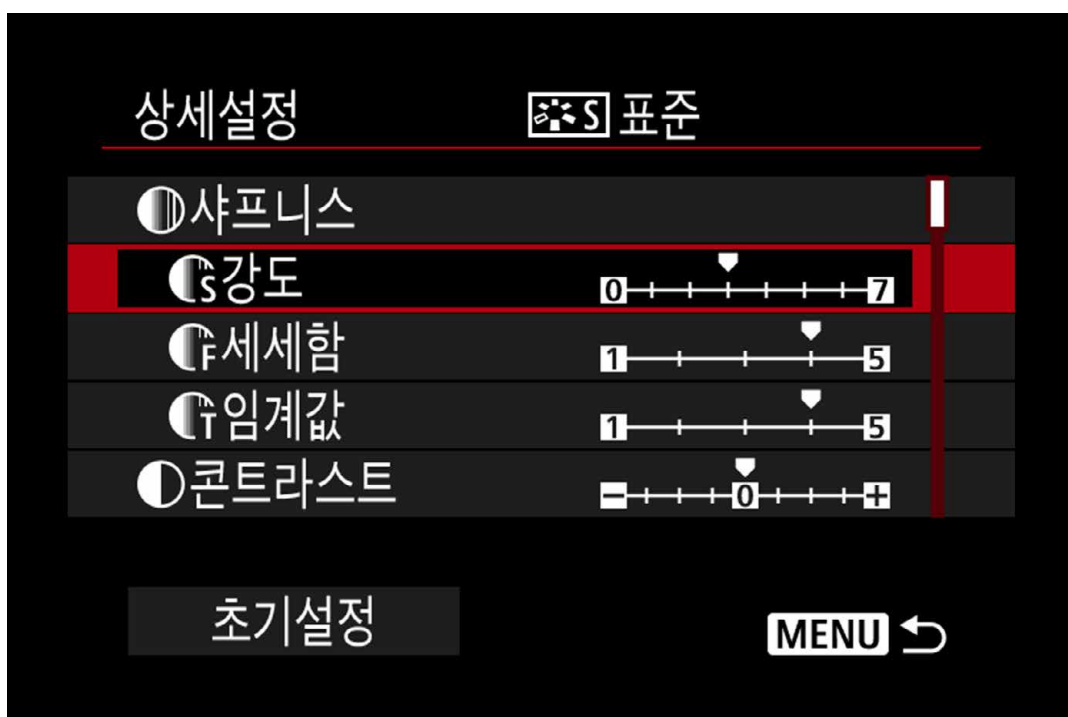 상세설정 S 표준
샤프니스
S 강도 0 7
F 세세함 1 5
T 임계값 1 5
콘트라스트 0
초기설정 MENU